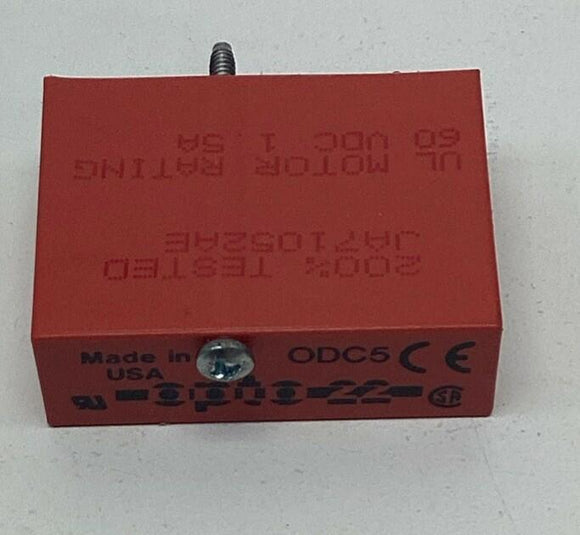 200% TESTED
JA71052AE
UL MOTOR RATING
60 VDC 1.5A
Made in USA
ODC5 CE
opto 22